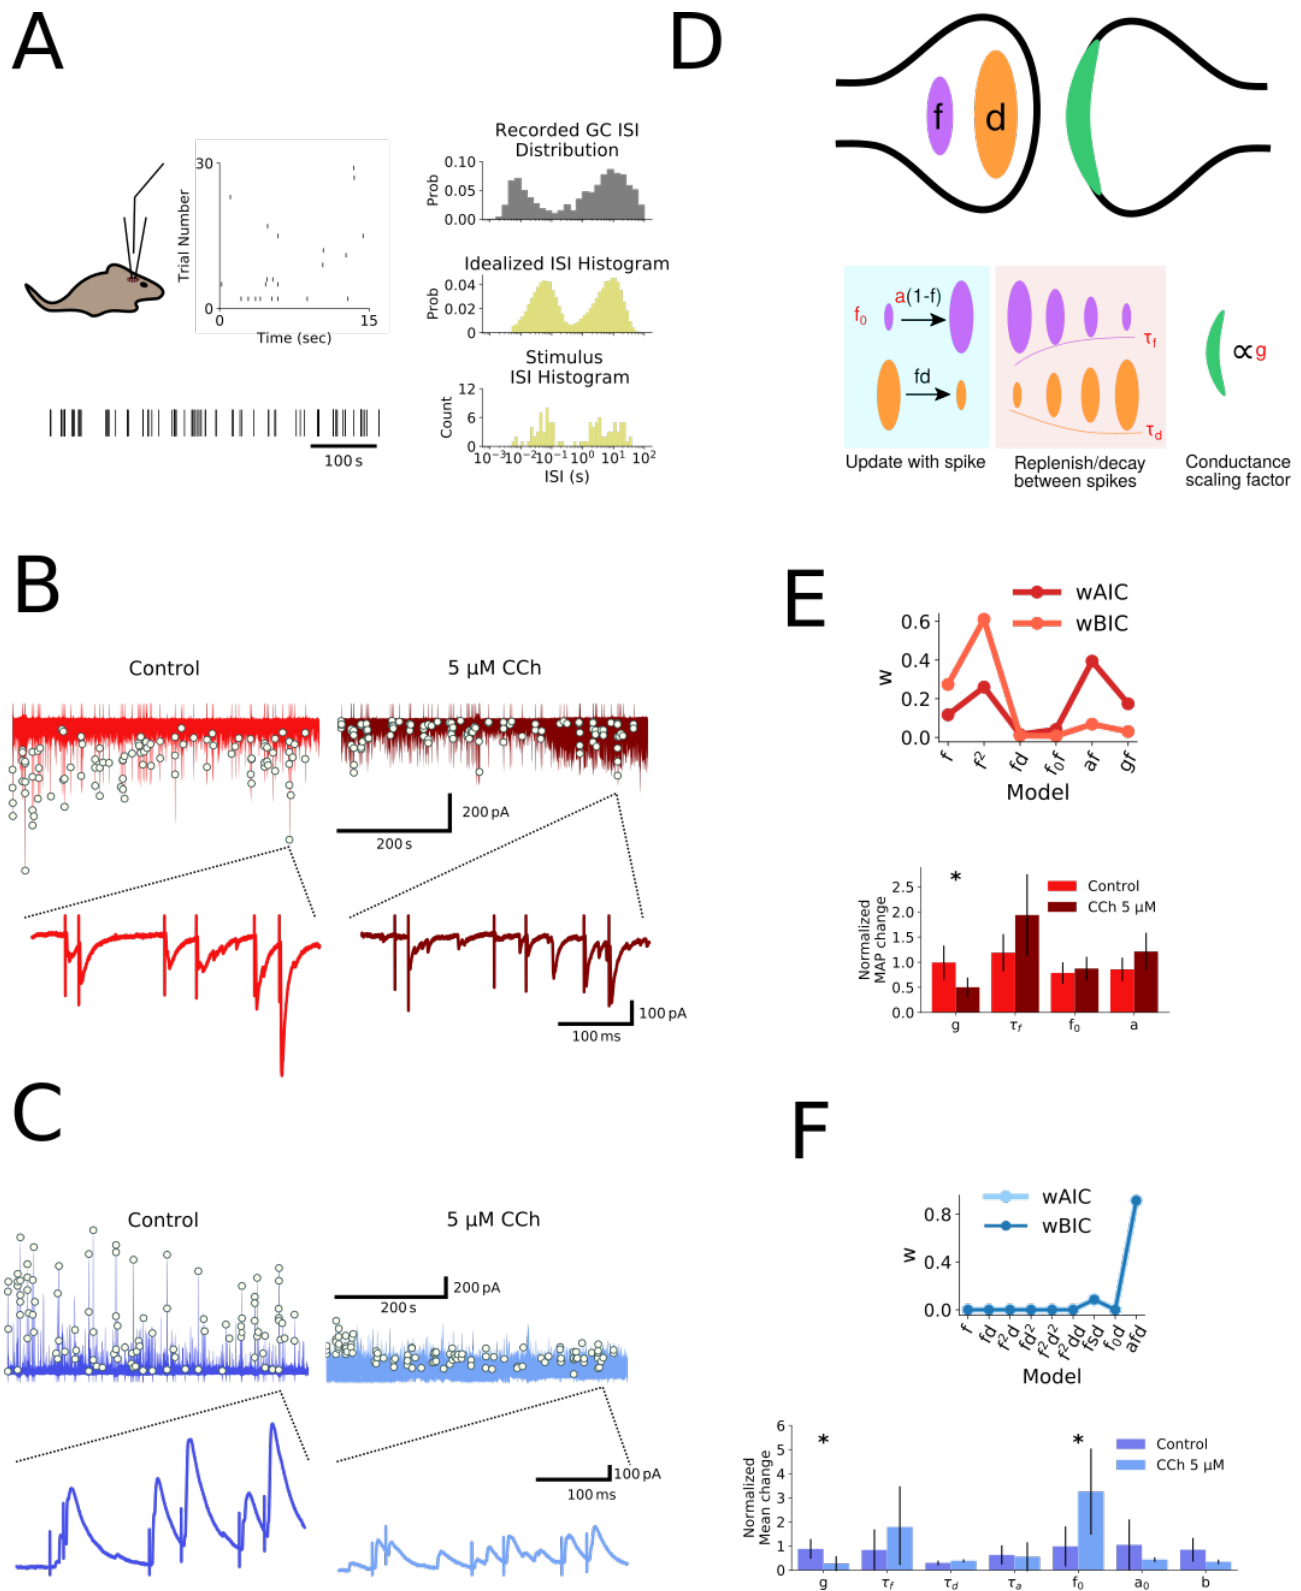 A
30
Trial Number
0
0
15
Time (sec)
100 s
Recorded GC ISI
Distribution
0.10
0.05
0.00
Prob
Idealized ISI Histogram
0.04
0.02
0
Prob
Stimulus
ISI Histogram
12
6
0
Count
10⁻³ 10⁻² 10⁻¹ 10⁰ 10¹ 10²
ISI (s)
D
f
d
f₀
a(1-f)
fd
τf
τd
∝g
Update with spike
Replenish/decay
between spikes
Conductance
scaling factor
B
Control
5 µM CCh
200 pA
200 s
100 pA
100 ms
E
wAIC
wBIC
0.6
0.4
0.2
0.0
w
f f² fd f₀f af gf
Model
2.5
2.0
1.5
1.0
0.5
0.0
Normalized
MAP change
*
Control
CCh 5 µM
g τf f₀ a
C
Control
5 µM CCh
200 pA
200 s
100 pA
100 ms
F
wAIC
wBIC
0.8
0.4
0.0
w
f fd f²d fd² f²d² f²dd fsd f₀d afd
Model
6
5
4
3
2
1
0
Normalized
Mean change
* *
Control
CCh 5 µM
g τf τd τa f₀ a₀ b